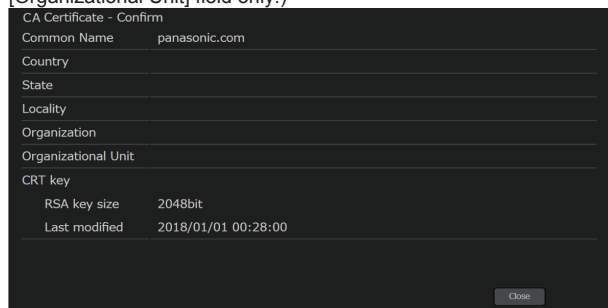 [Organizational Unit] field only.)
CA Certificate - Confirm
Common Name panasonic.com
Country
State
Locality
Organization
Organizational Unit
CRT key
RSA key size 2048bit
Last modified 2018/01/01 00:28:00
Close